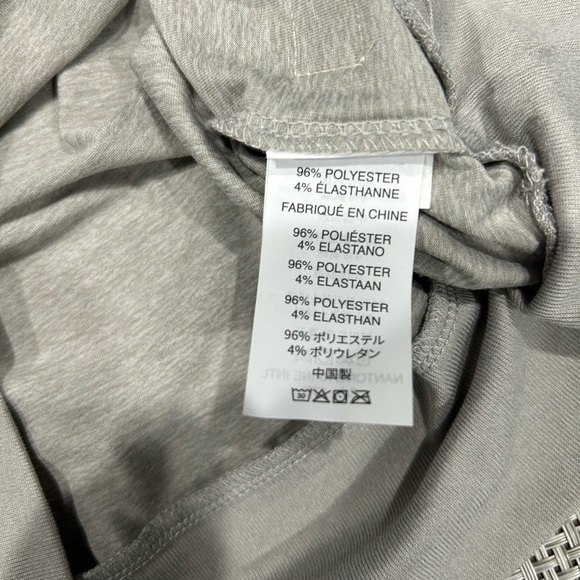 96% POLYESTER
4% ÉLASTHANNE
FABRIQUÉ EN CHINE
96% POLIÉSTER
4% ELASTANO
96% POLYESTER
4% ELASTAAN
96% POLYESTER
4% ELASTHAN
96% ポリエステル
4% ポリウレタン
中国製
30